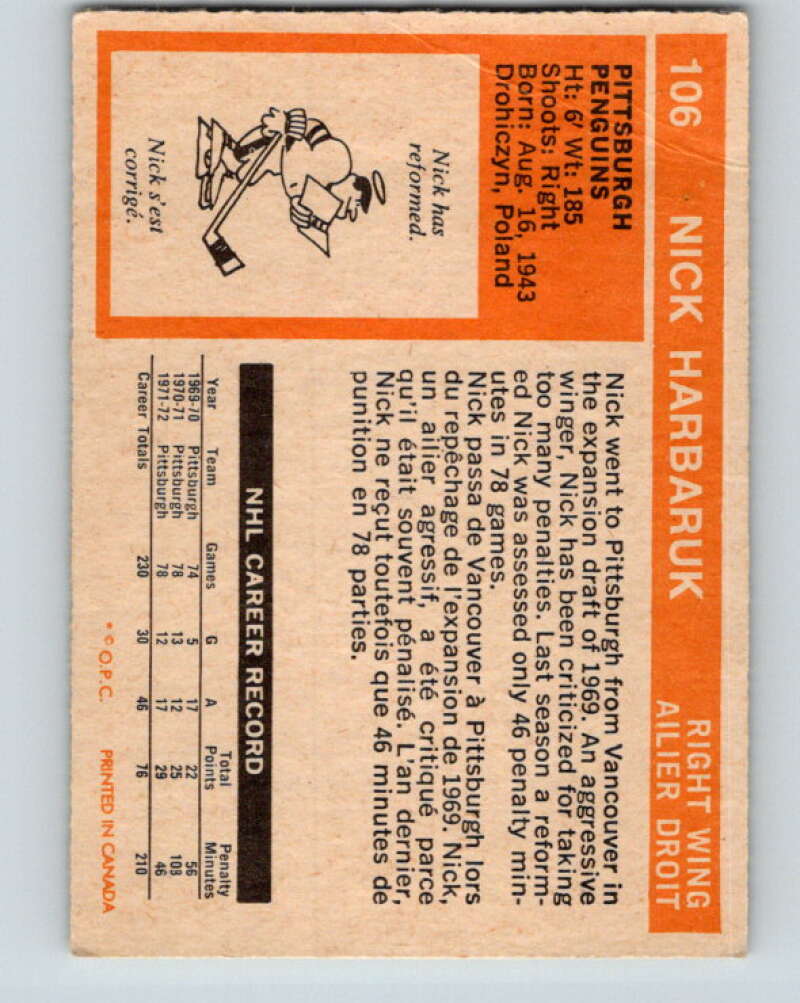 106 NICK HARBARUK
RIGHT WING
AILIER DROIT
PITTSBURGH
PENGUINS
Ht: 6' Wt: 185
Shoots: Right
Born: Aug. 16, 1943
Drohiczyn, Poland
Nick has
reformed.
Nick s'est
corrigé.
Nick went to Pittsburgh from Vancouver in
the expansion draft of 1969. An aggressive
winger, Nick has been criticized for taking
too many penalties. Last season a reform-
ed Nick was assessed only 46 penalty min-
utes in 78 games.
Nick passa de Vancouver à Pittsburgh lors
du repêchage de l'expansion de 1969. Nick,
un ailier agressif, a été critiqué parce
qu'il était souvent pénalisé. L'an dernier,
Nick ne reçut toutefois que 46 minutes de
punition en 78 parties.
NHL CAREER RECORD
Year Team Games G A Total Points Penalty Minutes
1969-70 Pittsburgh 74 5 17 22 56
1970-71 Pittsburgh 78 13 12 25 108
1971-72 Pittsburgh 78 12 17 29 46
Career Totals 230 30 46 76 210
* © O.P.C. PRINTED IN CANADA